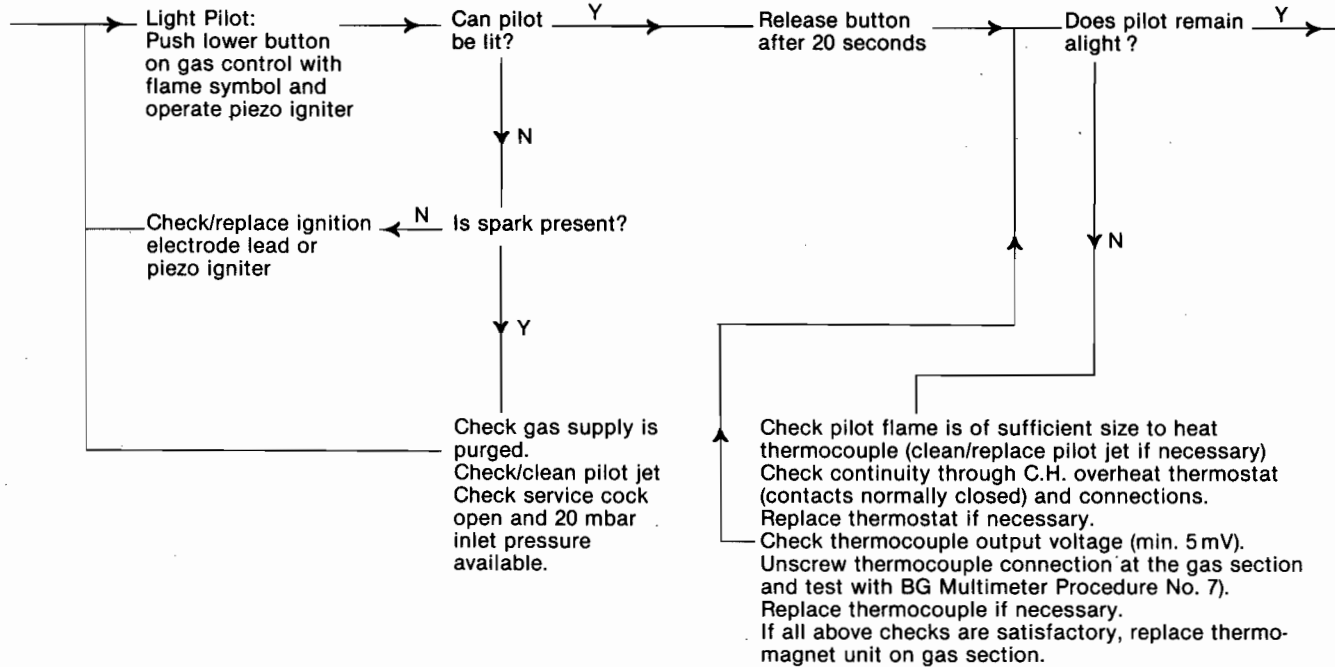 Light Pilot:
Push lower button
on gas control with
flame symbol and
operate piezo igniter
Can pilot
be lit?
Y
Release button
after 20 seconds
Does pilot remain
alight ?
Y
N
N
Check/replace ignition
electrode lead or
piezo igniter
N
Is spark present?
Y
Check gas supply is
purged.
Check/clean pilot jet
Check service cock
open and 20 mbar
inlet pressure
available.
Check pilot flame is of sufficient size to heat
thermocouple (clean/replace pilot jet if necessary)
Check continuity through C.H. overheat thermostat
(contacts normally closed) and connections.
Replace thermostat if necessary.
Check thermocouple output voltage (min. 5 mV).
Unscrew thermocouple connection at the gas section
and test with BG Multimeter Procedure No. 7).
Replace thermocouple if necessary.
If all above checks are satisfactory, replace thermo-
magnet unit on gas section.